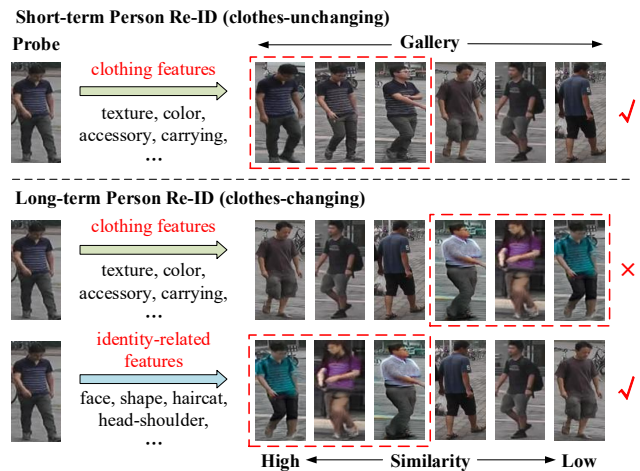 Short-term Person Re-ID (clothes-unchanging)
Probe
Gallery
clothing features
texture, color,
accessory, carrying,
...
Long-term Person Re-ID (clothes-changing)
clothing features
texture, color,
accessory, carrying,
...
identity-related
features
face, shape, haircat,
head-shoulder,
...
High
Similarity
Low